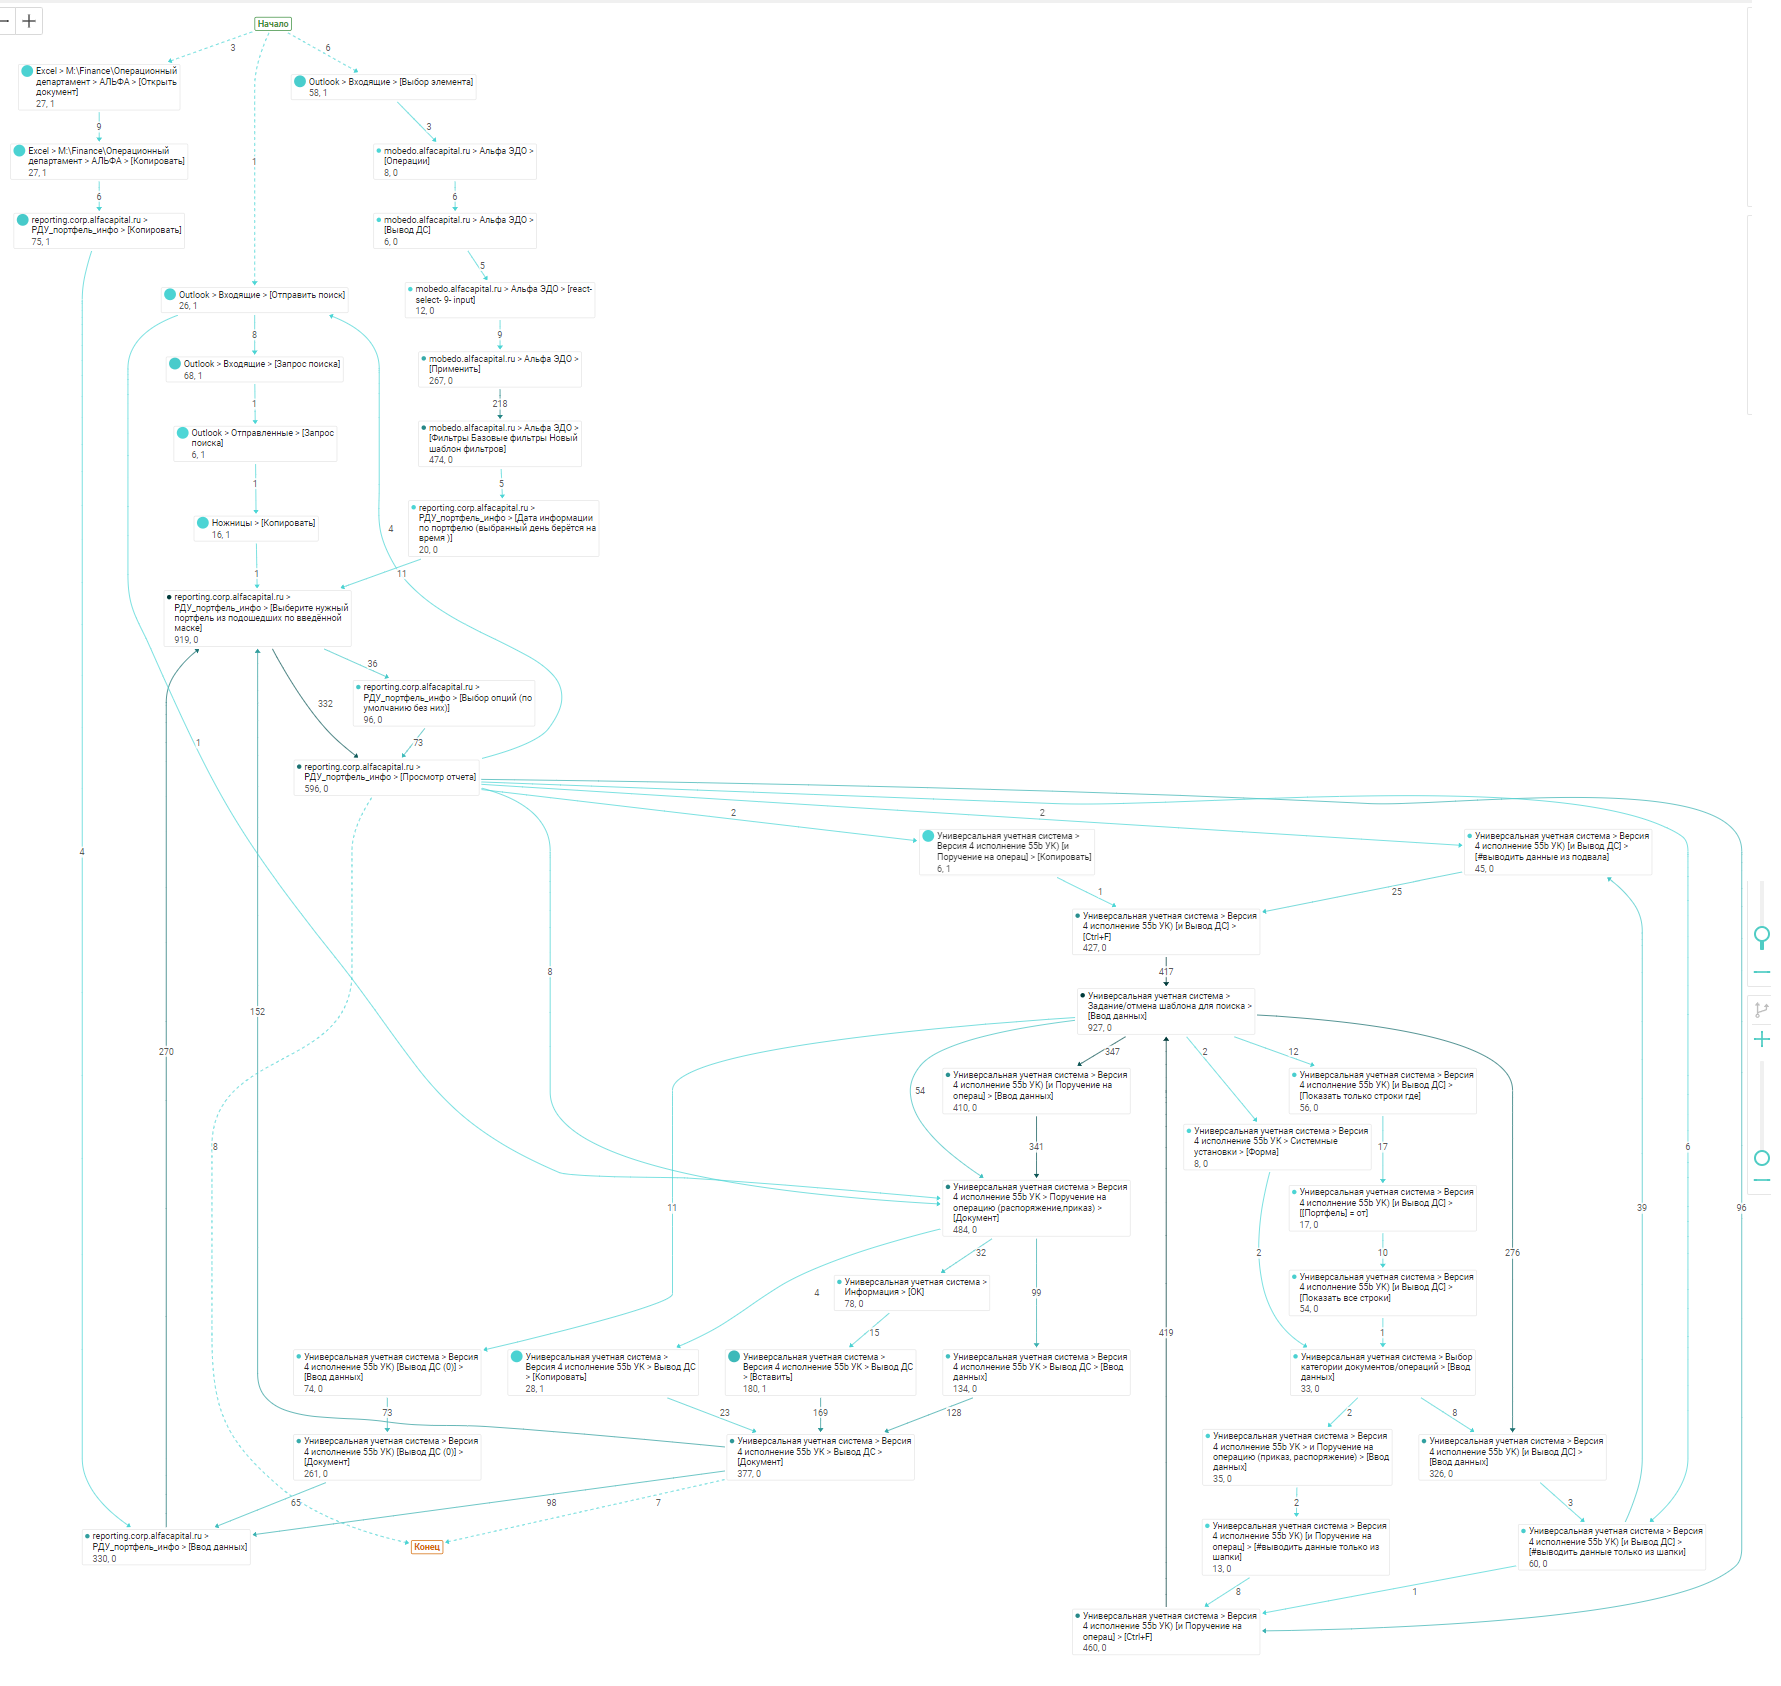 Начало
3
6
Excel > M:\Finance\Операционный
департамент > АЛЬФА > [Открыть
документ]
27, 1
Outlook > Входящие > [Выбор элемента]
58, 1
9
3
1
Excel > M:\Finance\Операционный
департамент > АЛЬФА > [Копировать]
27, 1
mobedo.alfacapital.ru > Альфа ЭДО >
[Операции]
8, 0
6
6
reporting.corp.alfacapital.ru >
РДУ_портфель_инфо > [Копировать]
75, 1
mobedo.alfacapital.ru > Альфа ЭДО >
[Вывод ДС]
6, 0
5
Outlook > Входящие > [Отправить поиск]
26, 1
mobedo.alfacapital.ru > Альфа ЭДО > [react-
select- 9- input]
12, 0
8
9
Outlook > Входящие > [Запрос поиска]
68, 1
mobedo.alfacapital.ru > Альфа ЭДО >
[Применить]
267, 0
1
218
Outlook > Отправленные > [Запрос
поиска]
6, 1
mobedo.alfacapital.ru > Альфа ЭДО >
[Фильтры Базовые фильтры Новый
шаблон фильтров]
474, 0
1
5
Ножницы > [Копировать]
16, 1
4
reporting.corp.alfacapital.ru >
РДУ_портфель_инфо > [Дата информации
по портфелю (выбранный день берётся на
время )]
20, 0
1
11
reporting.corp.alfacapital.ru >
РДУ_портфель_инфо > [Выберите нужный
портфель из подошедших по введённой
маске]
919, 0
36
332
reporting.corp.alfacapital.ru >
РДУ_портфель_инфо > [Выбор опций (по
умолчанию без них)]
96, 0
1
73
reporting.corp.alfacapital.ru >
РДУ_портфель_инфо > [Просмотр отчета]
596, 0
2
2
4
Универсальная учетная система >
Версия 4 исполнение 55b УК) [и
Поручение на операц] > [Копировать]
6, 1
Универсальная учетная система > Версия
4 исполнение 55b УК) [и Вывод ДС] >
[#выводить данные из подвала]
45, 0
1
25
Универсальная учетная система > Версия
4 исполнение 55b УК) [и Вывод ДС] >
[Ctrl+F]
427, 0
8
417
152
Универсальная учетная система >
Задание/отмена шаблона для поиска >
[Ввод данных]
927, 0
270
347
2
12
54
Универсальная учетная система > Версия
4 исполнение 55b УК) [и Поручение на
операц] > [Ввод данных]
410, 0
Универсальная учетная система > Версия
4 исполнение 55b УК) [и Вывод ДС] >
[Показать только строки где]
56, 0
Универсальная учетная система > Версия
4 исполнение 55b УК > Системные
установки > [Форма]
8, 0
8
341
17
6
Универсальная учетная система > Версия
4 исполнение 55b УК > Поручение на
операцию (распоряжение,приказ) >
[Документ]
484, 0
Универсальная учетная система > Версия
4 исполнение 55b УК) [и Вывод ДС] >
[[Портфель] = от]
17, 0
11
39
96
32
2
10
276
Универсальная учетная система >
Информация > [ОК]
78, 0
4
99
Универсальная учетная система > Версия
4 исполнение 55b УК) [и Вывод ДС] >
[Показать все строки]
54, 0
15
419
1
Универсальная учетная система > Версия
4 исполнение 55b УК) [Вывод ДС (0)] >
[Ввод данных]
74, 0
Универсальная учетная система >
Версия 4 исполнение 55b УК > Вывод ДС
> [Копировать]
28, 1
Универсальная учетная система >
Версия 4 исполнение 55b УК > Вывод ДС
> [Вставить]
180, 1
Универсальная учетная система > Версия
4 исполнение 55b УК > Вывод ДС > [Ввод
данных]
134, 0
Универсальная учетная система > Выбор
категории документы/операций > [Ввод
данных]
33, 0
73
23
169
128
2
8
Универсальная учетная система > Версия
4 исполнение 55b УК) [Вывод ДС (0)] >
[Документ]
261, 0
Универсальная учетная система > Версия
4 исполнение 55b УК > Вывод ДС >
[Документ]
377, 0
Универсальная учетная система > Версия
4 исполнение 55b УК > и Поручение на
операцию (приказ, распоряжение) > [Ввод
данных]
35, 0
Универсальная учетная система > Версия
4 исполнение 55b УК) [и Вывод ДС] >
[Ввод данных]
326, 0
65
98
7
2
3
reporting.corp.alfacapital.ru >
РДУ_портфель_инфо > [Ввод данных]
330, 0
Конец
Универсальная учетная система > Версия
4 исполнение 55b УК) [и Поручение на
операц] > [#выводить данные только из
шапки]
13, 0
Универсальная учетная система > Версия
4 исполнение 55b УК) [и Вывод ДС] >
[#выводить данные только из шапки]
60, 0
8
1
Универсальная учетная система > Версия
4 исполнение 55b УК) [и Поручение на
операц] > [Ctrl+F]
460, 0